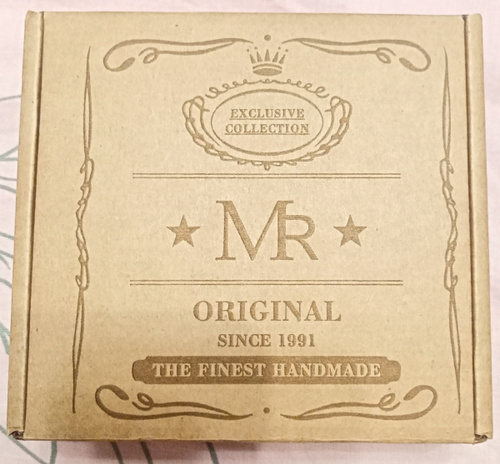 EXCLUSIVE
COLLECTION
MR
ORIGINAL
SINCE 1991
THE FINEST HANDMADE